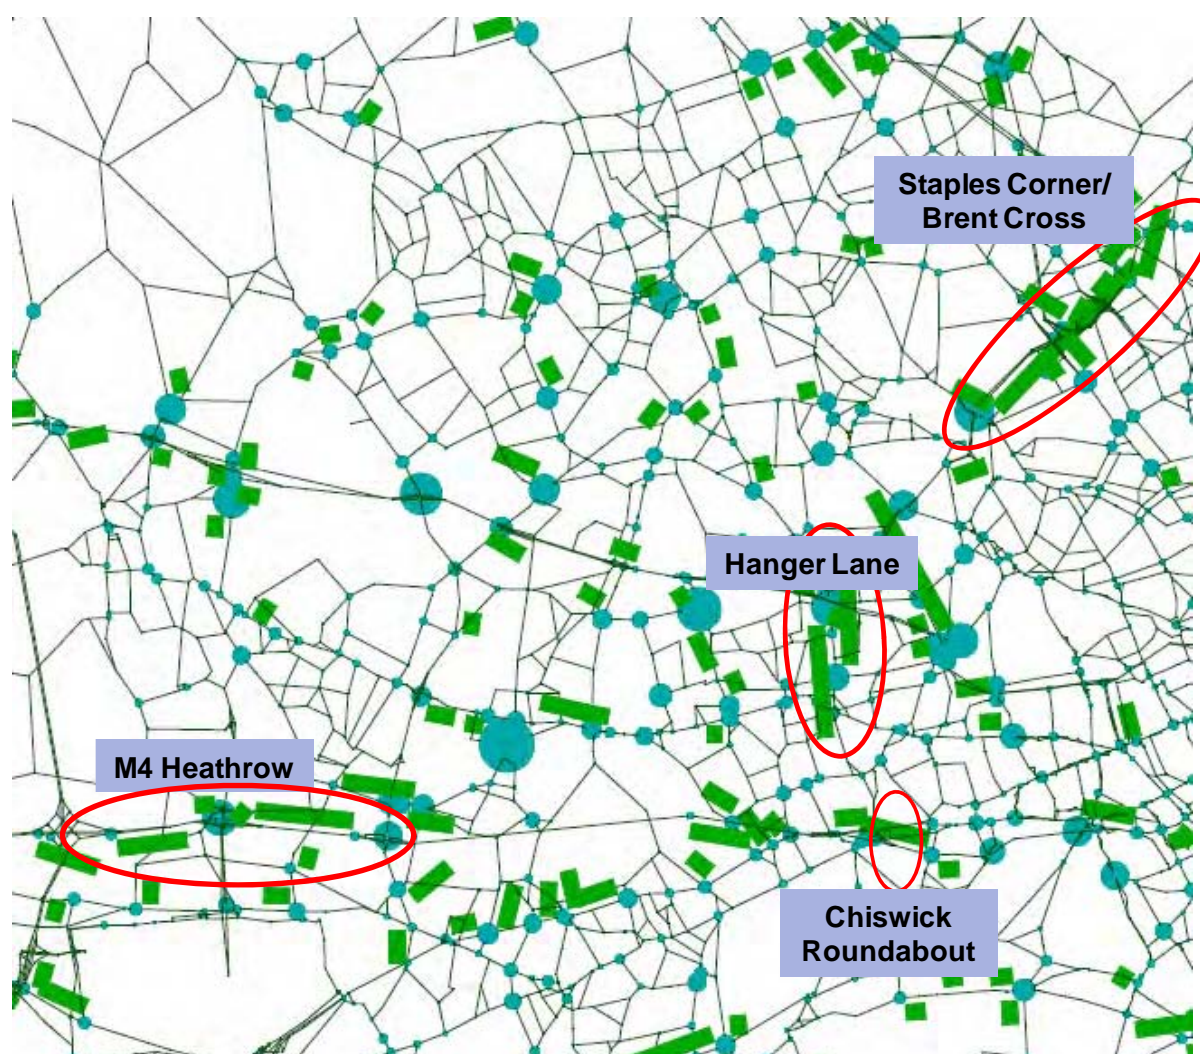 Staples Corner/
Brent Cross
Hanger Lane
M4 Heathrow
Chiswick
Roundabout